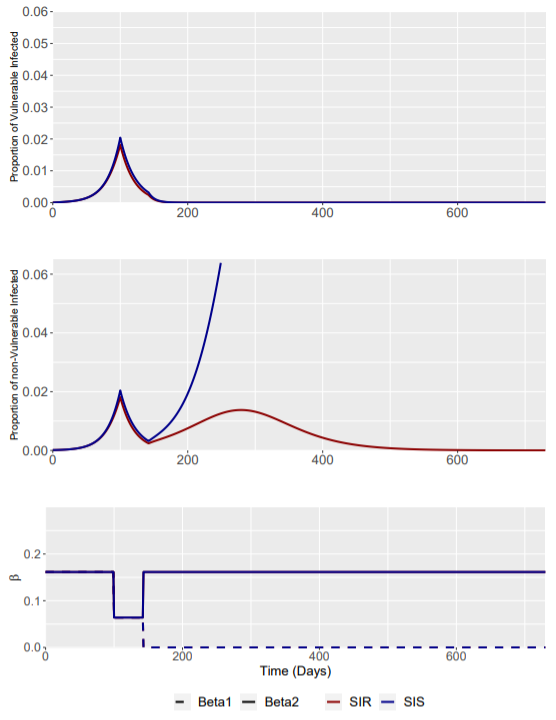 Proportion of Vulnerable Infected
0.06
0.05
0.04
0.03
0.02
0.01
0.00
0 200 400 600
Proportion of non-Vulnerable Infected
0.06
0.04
0.02
0.00
0 200 400 600
β
0.2
0.1
0.0
0 200 400 600
Time (Days)
Beta1 Beta2 SIR SIS